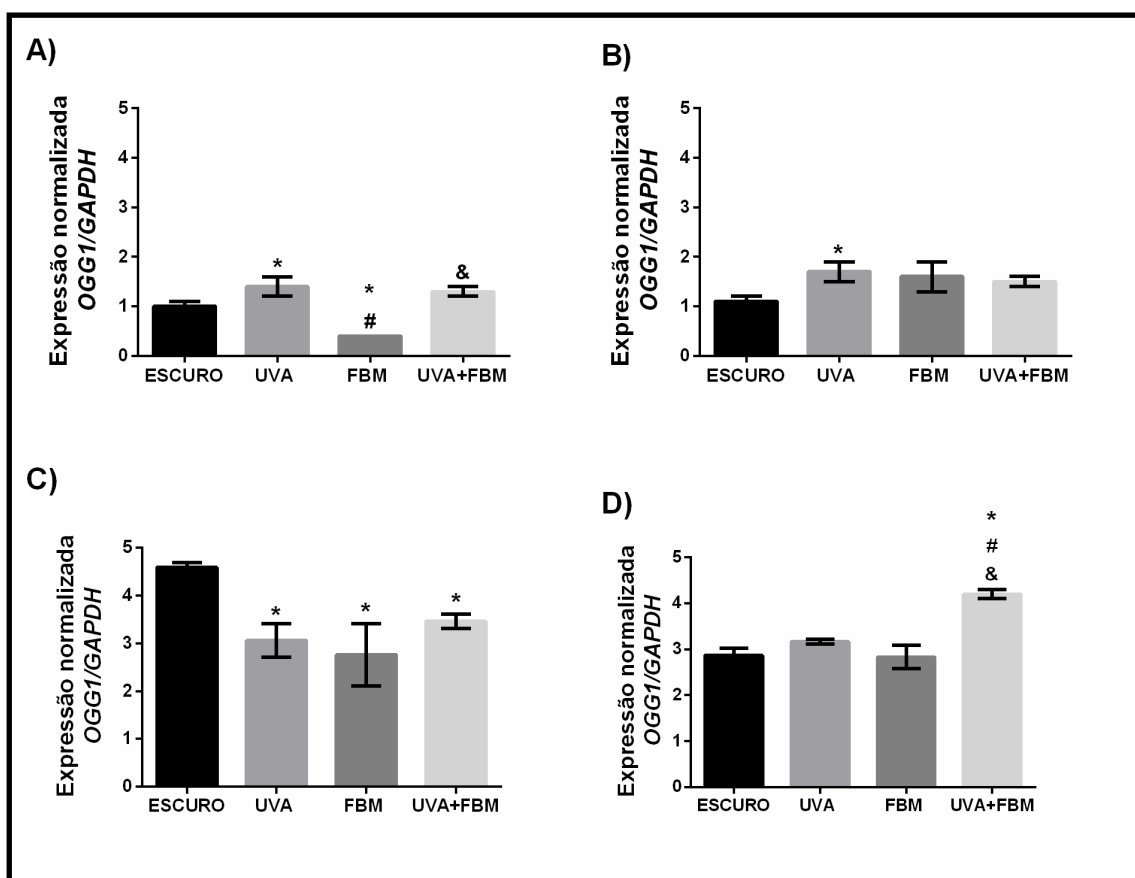 A)
Expressão normalizada
OGG1/GAPDH
5
4
3
2
1
0
*
*
#
&
ESCURO UVA FBM UVA+FBM
B)
Expressão normalizada
OGG1/GAPDH
5
4
3
2
1
0
*
ESCURO UVA FBM UVA+FBM
C)
Expressão normalizada
OGG1/GAPDH
5
4
3
2
1
0
* * *
ESCURO UVA FBM UVA+FBM
D)
Expressão normalizada
OGG1/GAPDH
5
4
3
2
1
0
*
#
&
ESCURO UVA FBM UVA+FBM